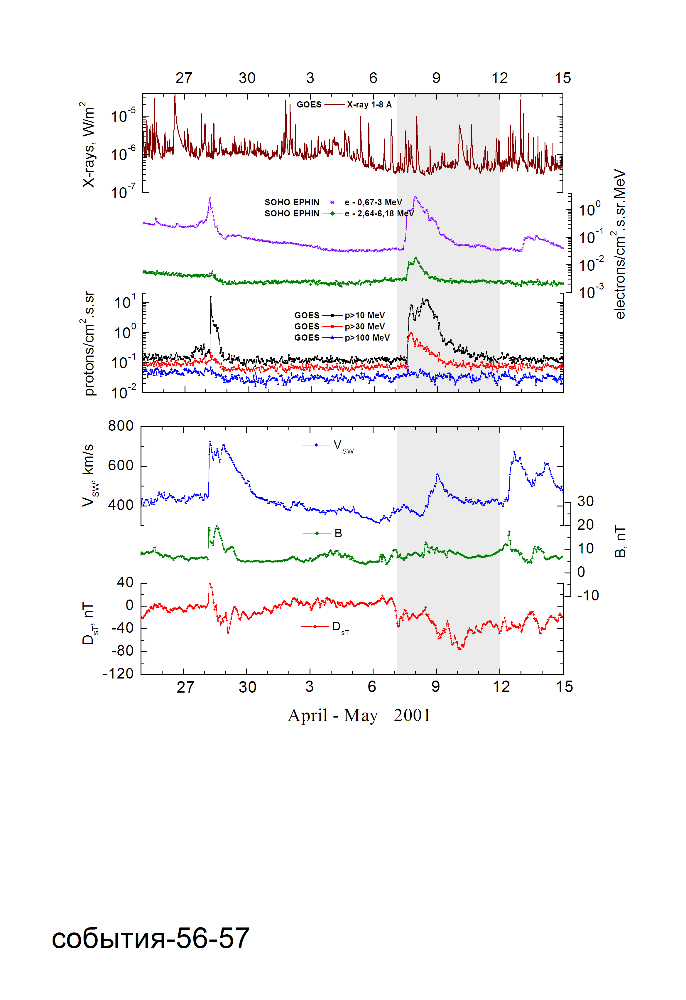 27 30 3 6 9 12 15
X-rays, W/m²
10⁻⁵
10⁻⁶
10⁻⁷
GOES X-ray 1-8 A
SOHO EPHIN e - 0,67-3 MeV
SOHO EPHIN e - 2,64-6,18 MeV
10⁰
10⁻¹
10⁻²
10⁻³
electrons/cm².s.sr.MeV
protons/cm².s.sr
10¹
10⁰
10⁻¹
10⁻²
GOES p>10 MeV
GOES p>30 MeV
GOES p>100 MeV
V_SW, km/s
800
600
400
V_SW
B
30
20
10
0
-10
B, nT
D_sT, nT
40
0
-40
-80
-120
D_sT
27 30 3 6 9 12 15
April - May 2001
события-56-57